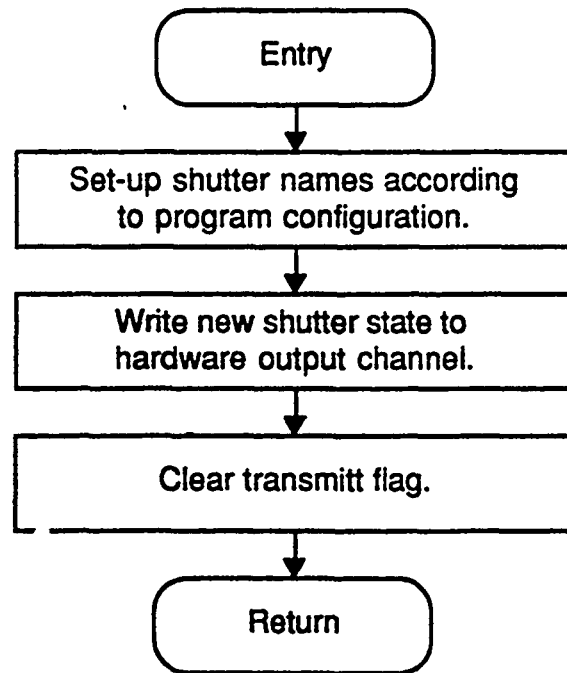 Entry
Set-up shutter names according
to program configuration.
Write new shutter state to
hardware output channel.
Clear transmitt flag.
Return